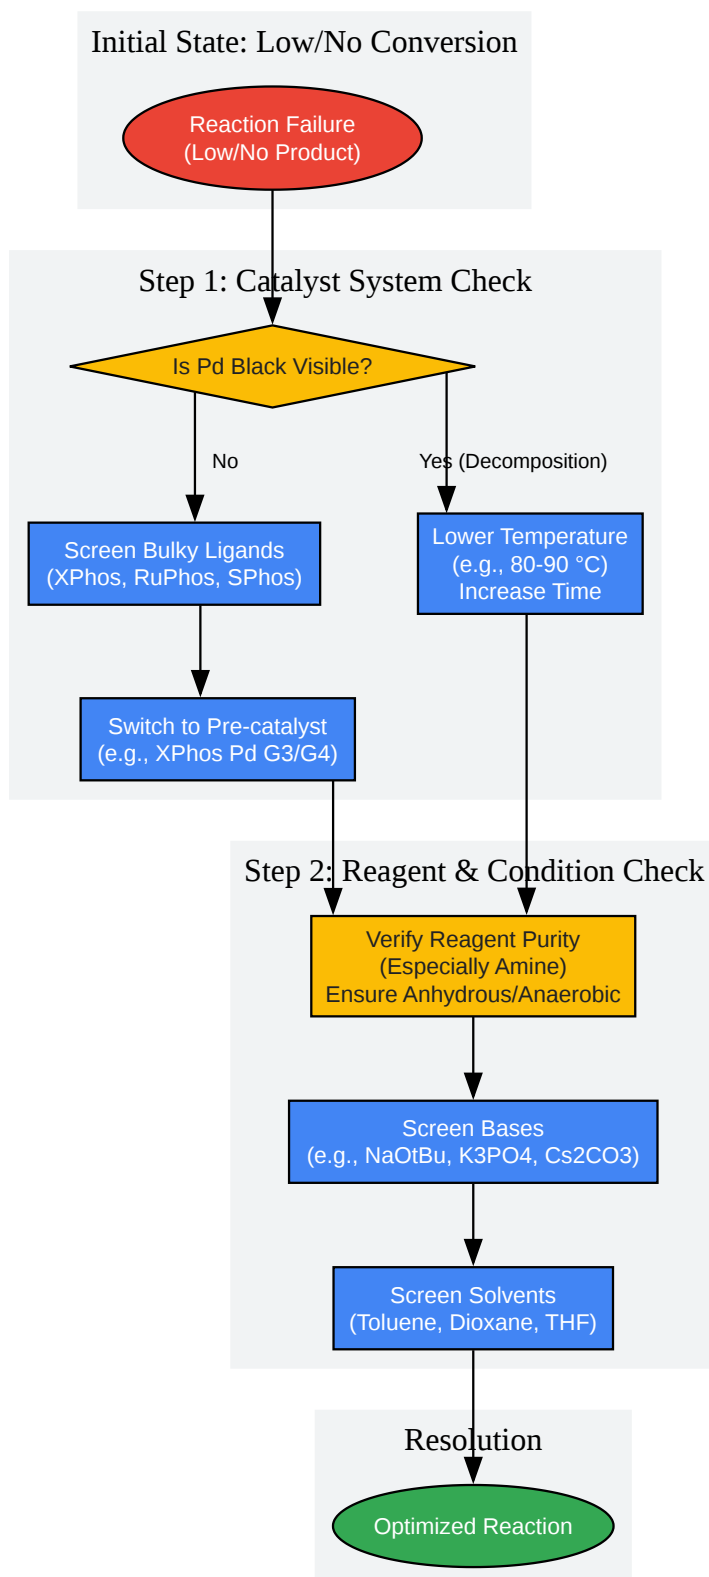 Initial State: Low/No Conversion
Reaction Failure
(Low/No Product)
Step 1: Catalyst System Check
Is Pd Black Visible?
No
Yes (Decomposition)
Screen Bulky Ligands
(XPhos, RuPhos, SPhos)
Lower Temperature
(e.g., 80-90 °C)
Increase Time
Switch to Pre-catalyst
(e.g., XPhos Pd G3/G4)
Step 2: Reagent & Condition Check
Verify Reagent Purity
(Especially Amine)
Ensure Anhydrous/Anaerobic
Screen Bases
(e.g., NaOtBu, K3PO4, Cs2CO3)
Screen Solvents
(Toluene, Dioxane, THF)
Resolution
Optimized Reaction